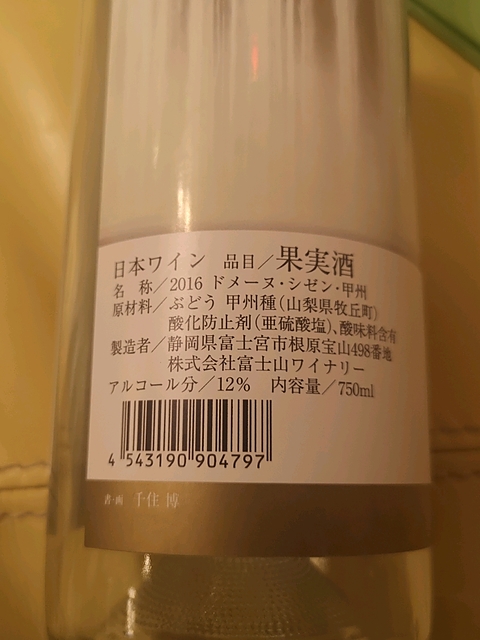 日本ワイン 品目／果実酒
名 称／2016 ドメーヌ・シゼン・甲州
原材料／ぶどう 甲州種(山梨県牧丘町)
酸化防止剤(亜硫酸塩)、酸味料含有
製造者／静岡県富士宮市根原宝山498番地
株式会社富士山ワイナリー
アルコール分／12% 内容量／750ml
4 543190 904797
書・画 千住 博